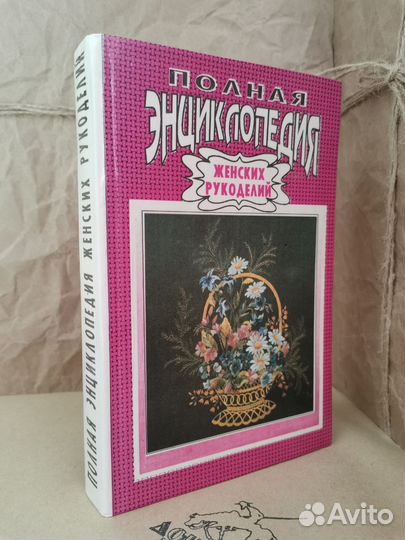 ПОЛНАЯ
ЭНЦИКЛОПЕДИЯ
ЖЕНСКИХ
РУКОДЕЛИЙ
ПОЛНАЯ ЭНЦИКЛОПЕДИЯ ЖЕНСКИХ РУКОДЕЛИЙ
Avito